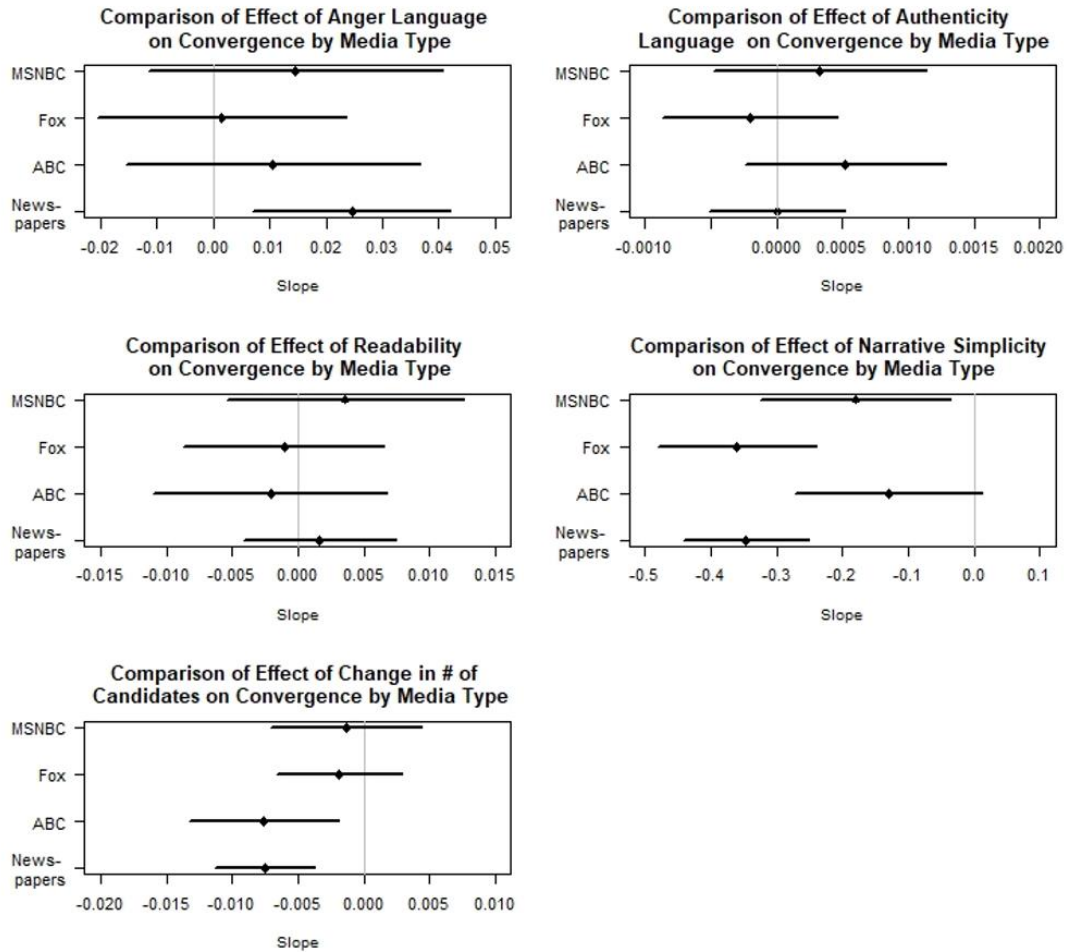 Comparison of Effect of Anger Language
on Convergence by Media Type
MSNBC
Fox
ABC
News-
papers
-0.02 -0.01 0.00 0.01 0.02 0.03 0.04 0.05
Slope
Comparison of Effect of Authenticity
Language on Convergence by Media Type
MSNBC
Fox
ABC
News-
papers
-0.0010 0.0000 0.0005 0.0010 0.0015 0.0020
Slope
Comparison of Effect of Readability
on Convergence by Media Type
MSNBC
Fox
ABC
News-
papers
-0.015 -0.010 -0.005 0.000 0.005 0.010 0.015
Slope
Comparison of Effect of Narrative Simplicity
on Convergence by Media Type
MSNBC
Fox
ABC
News-
papers
-0.5 -0.4 -0.3 -0.2 -0.1 0.0 0.1
Slope
Comparison of Effect of Change in # of
Candidates on Convergence by Media Type
MSNBC
Fox
ABC
News-
papers
-0.020 -0.015 -0.010 -0.005 0.000 0.005 0.010
Slope